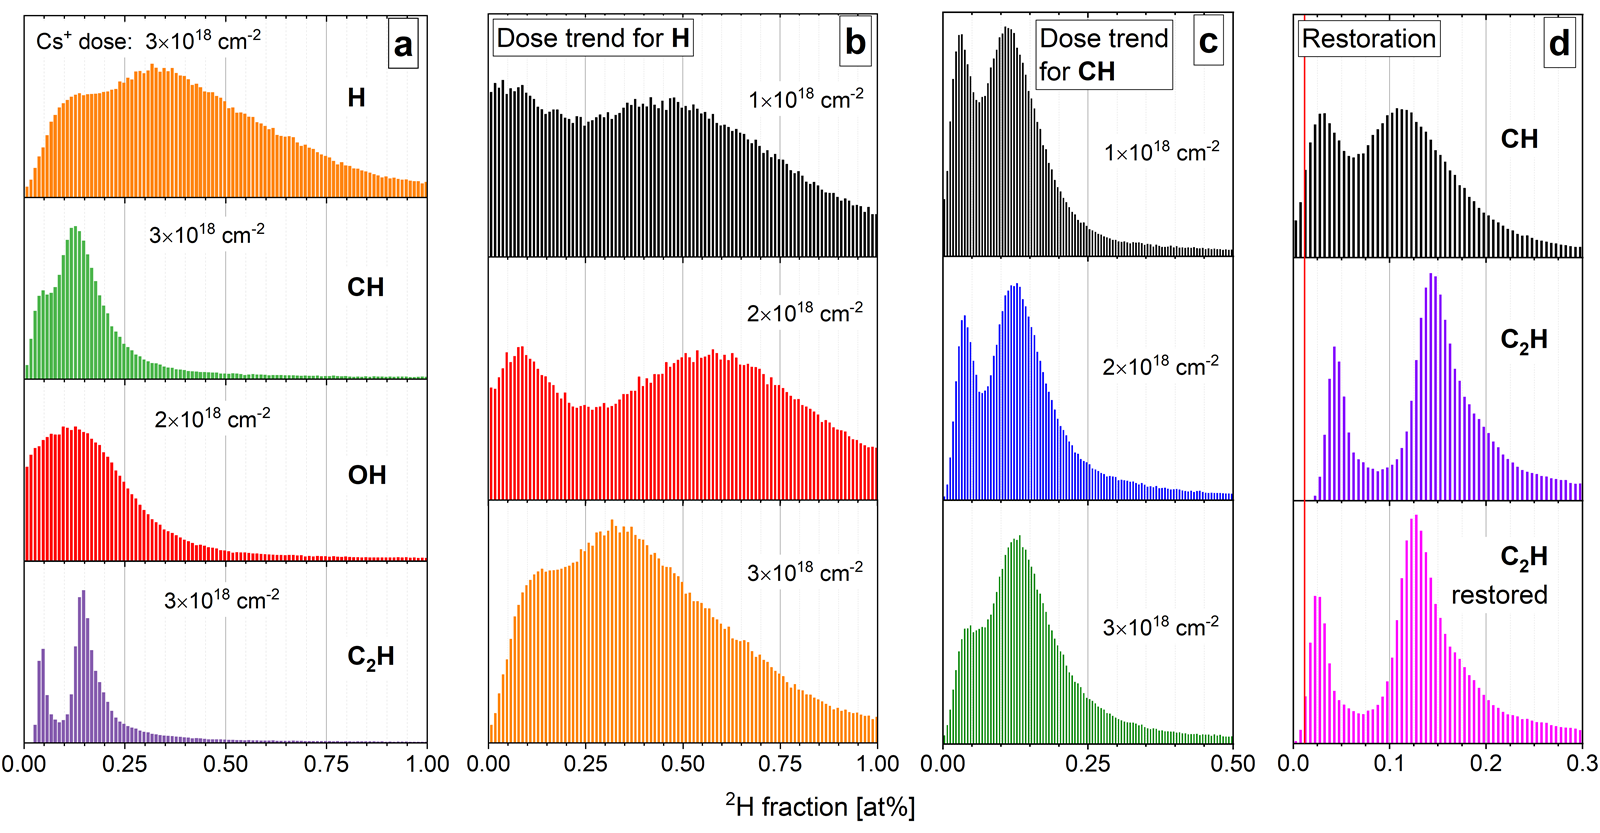 Cs⁺ dose: 3×10¹⁸ cm⁻²
a
H
3×10¹⁸ cm⁻²
CH
2×10¹⁸ cm⁻²
OH
3×10¹⁸ cm⁻²
C₂H
0.00 0.25 0.50 0.75 1.00
Dose trend for H
b
1×10¹⁸ cm⁻²
2×10¹⁸ cm⁻²
3×10¹⁸ cm⁻²
0.00 0.25 0.50 0.75 1.00
Dose trend
for CH
c
1×10¹⁸ cm⁻²
2×10¹⁸ cm⁻²
3×10¹⁸ cm⁻²
0.00 0.25 0.50
Restoration
d
CH
C₂H
C₂H
restored
0.0 0.1 0.2 0.3
²H fraction [at%]